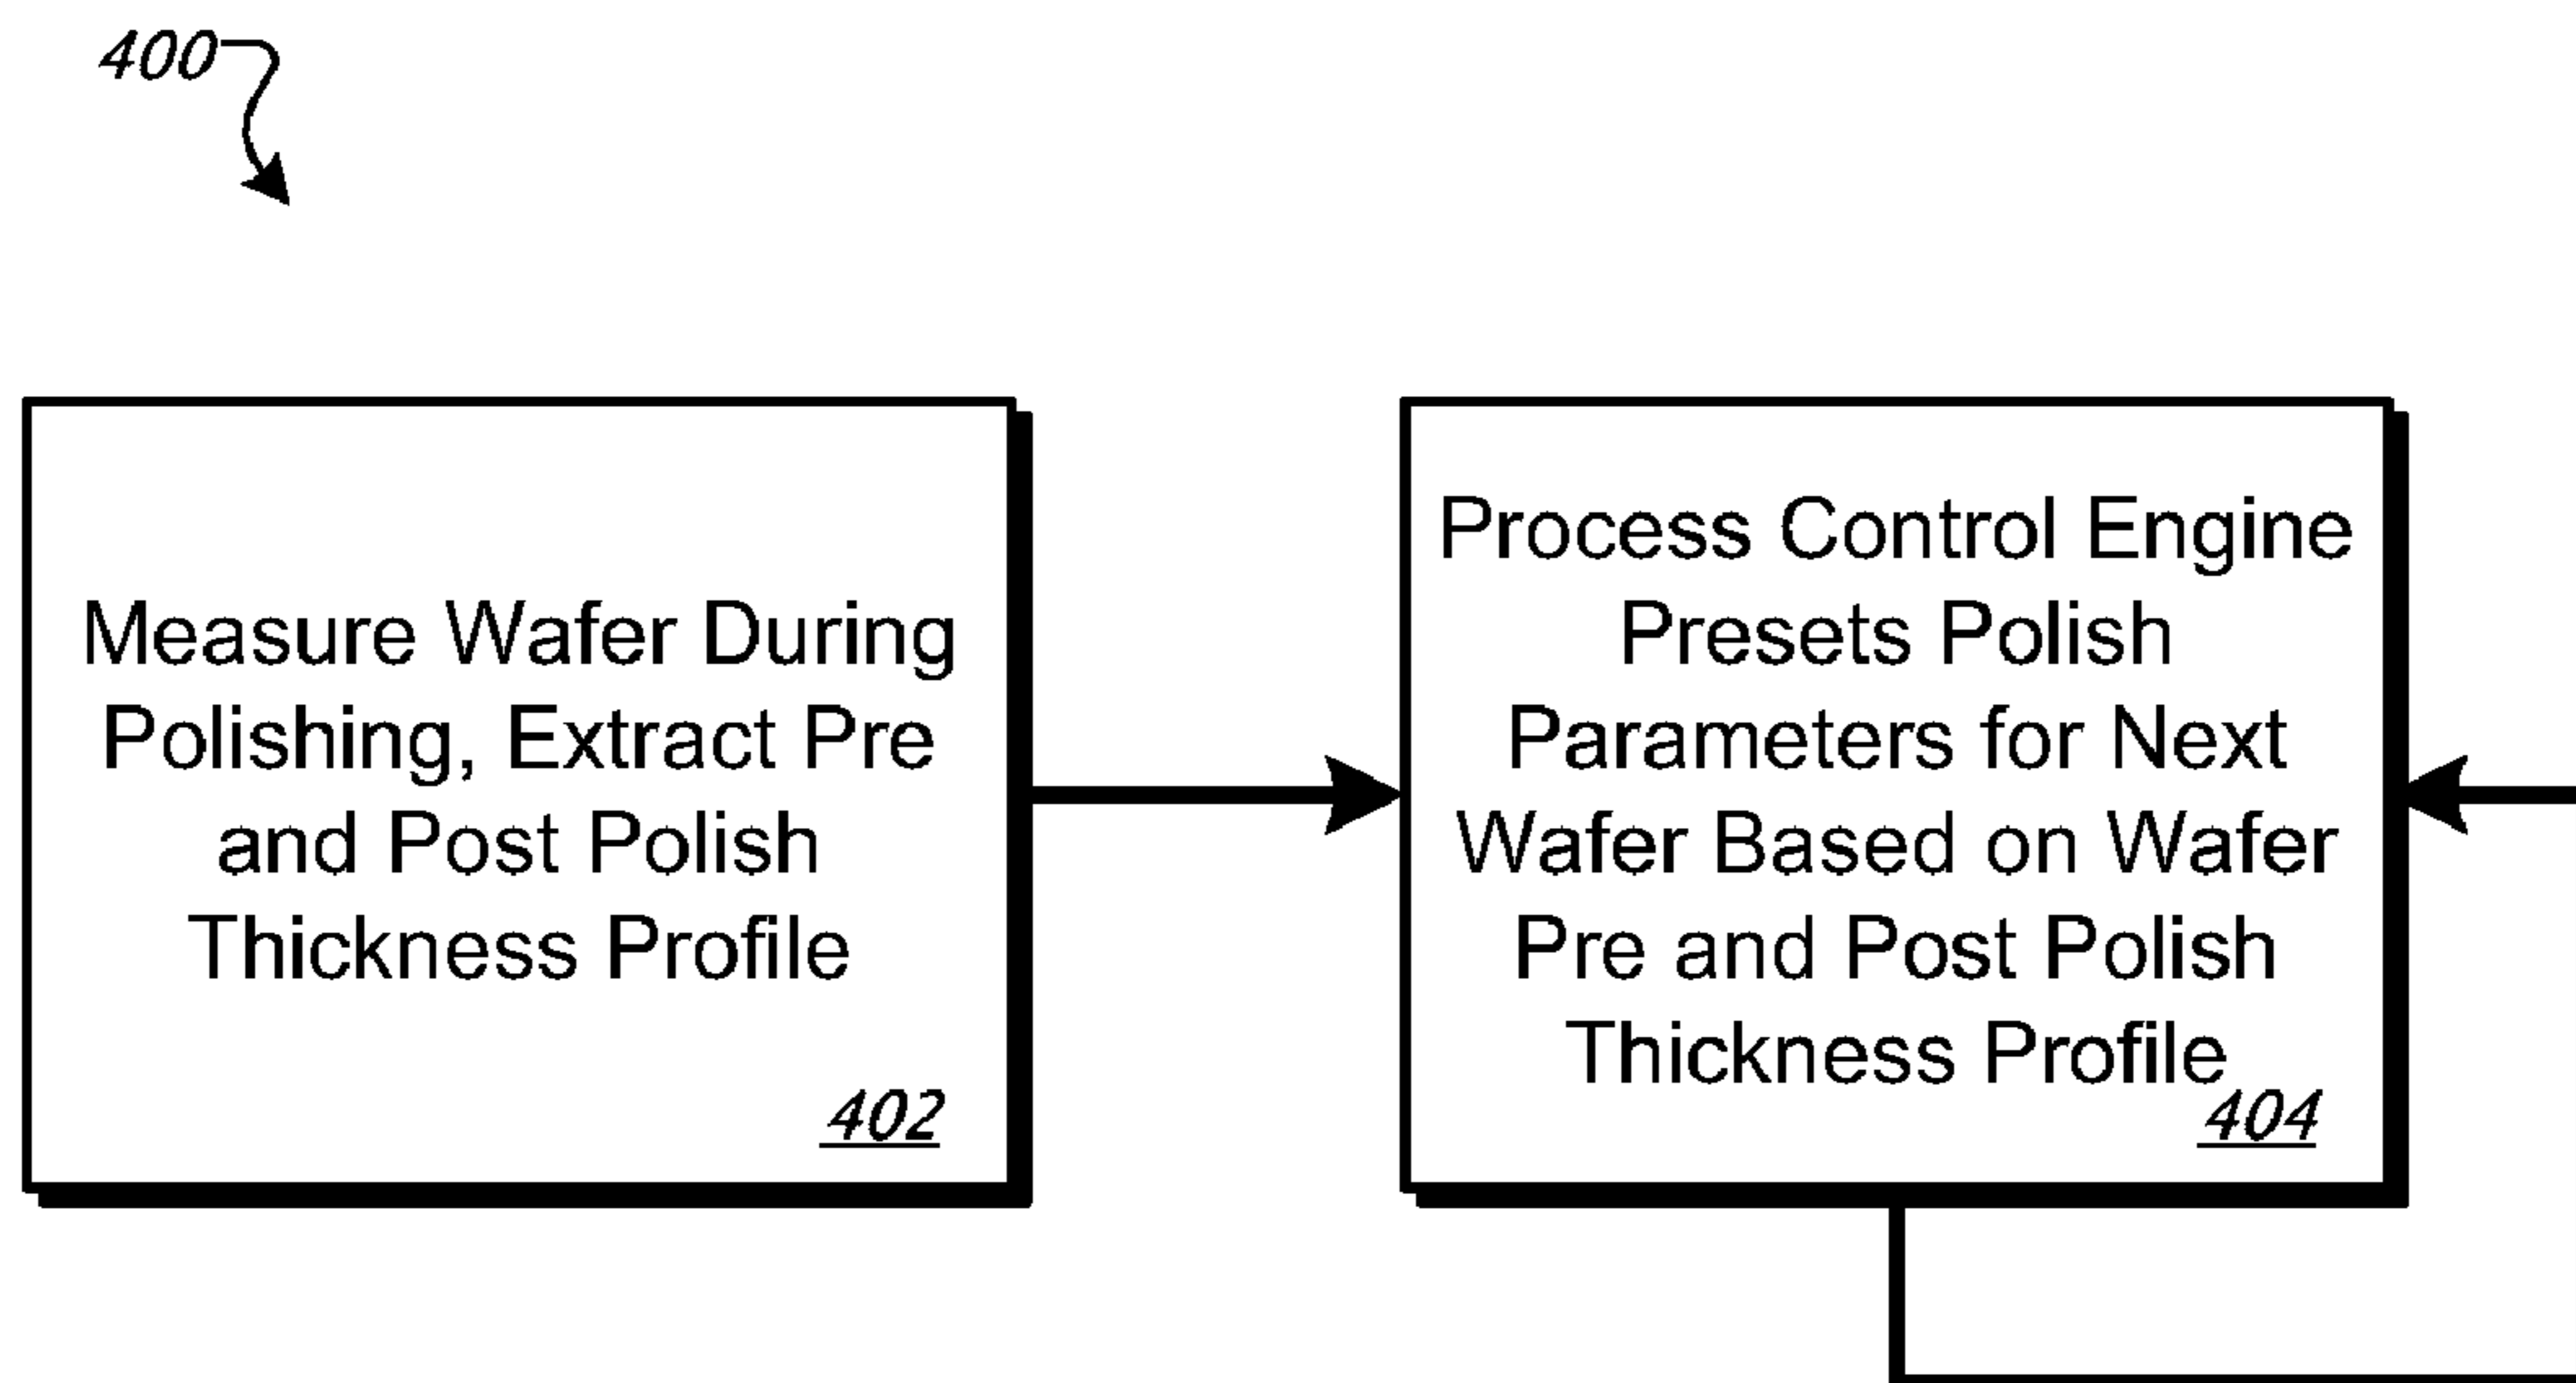 400
Measure Wafer During
Polishing, Extract Pre
and Post Polish
Thickness Profile
402
Process Control Engine
Presets Polish
Parameters for Next
Wafer Based on Wafer
Pre and Post Polish
Thickness Profile
404